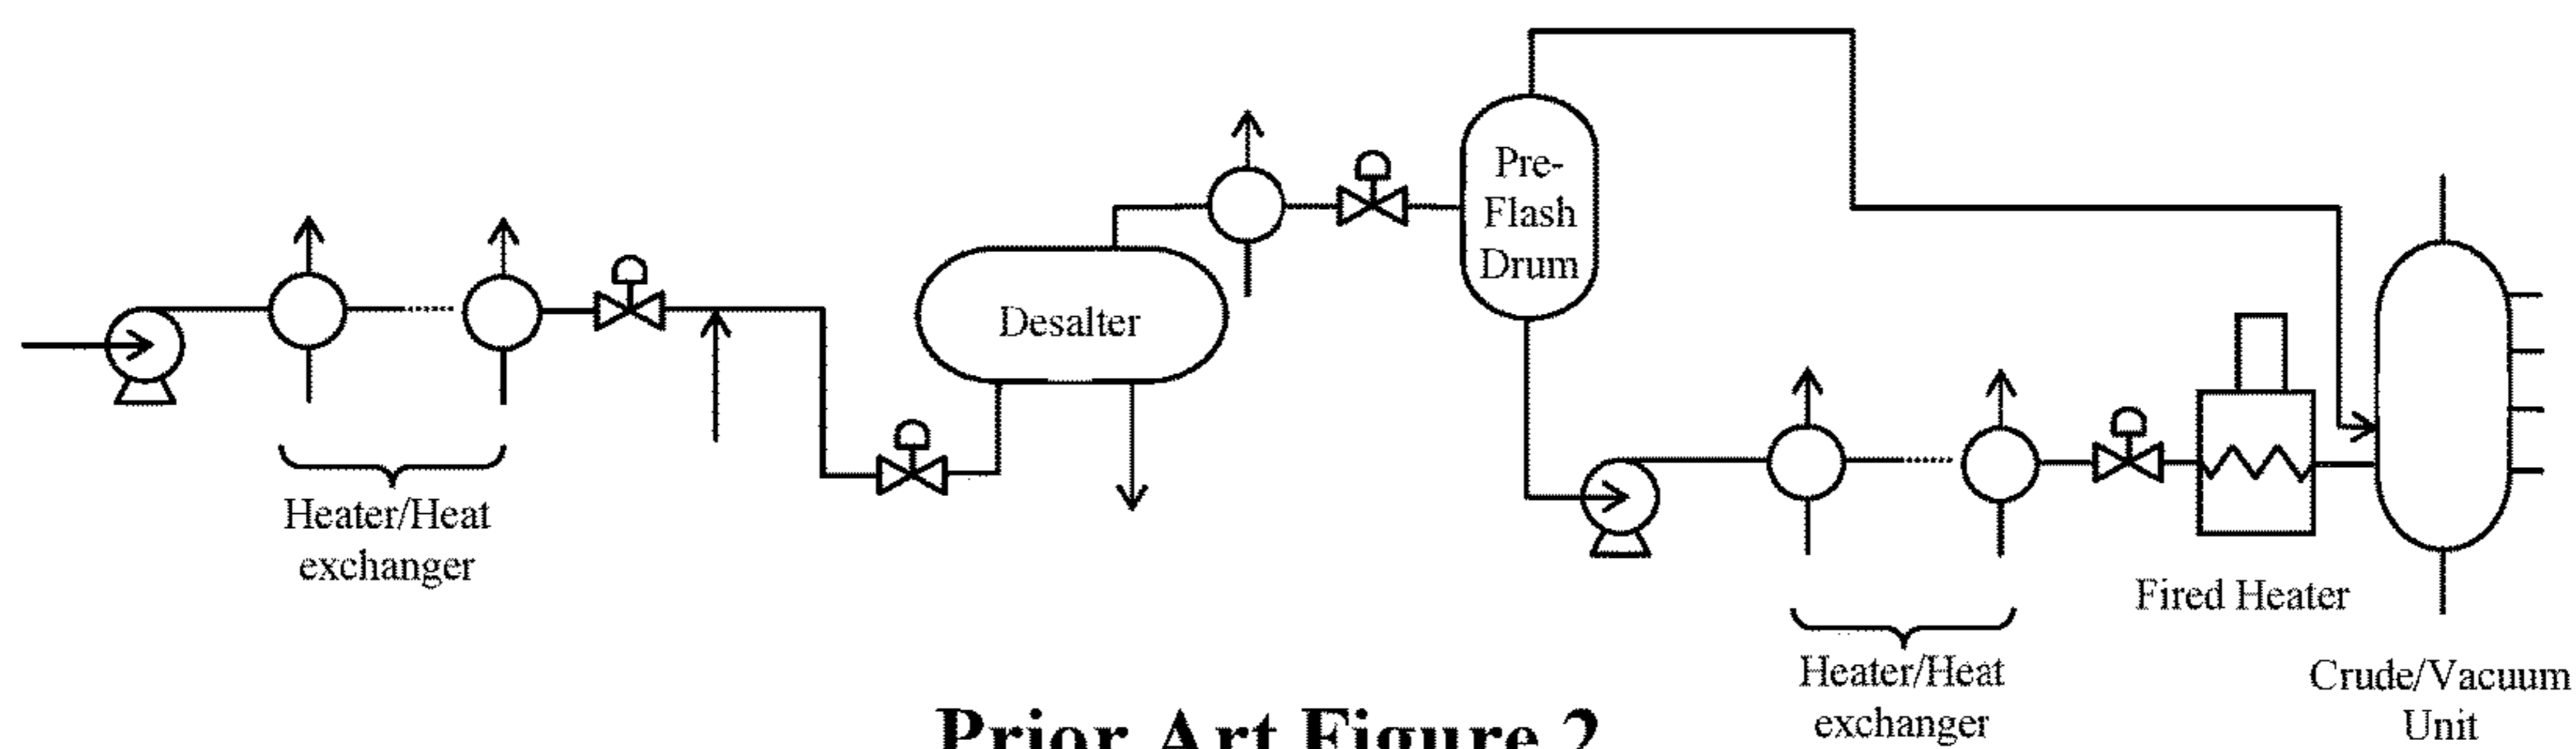 Pre-
Flash
Drum
Desalter
Heater/Heat
exchanger
Fired Heater
Heater/Heat
exchanger
Crude/Vacuum
Unit
Prior Art Figure 2